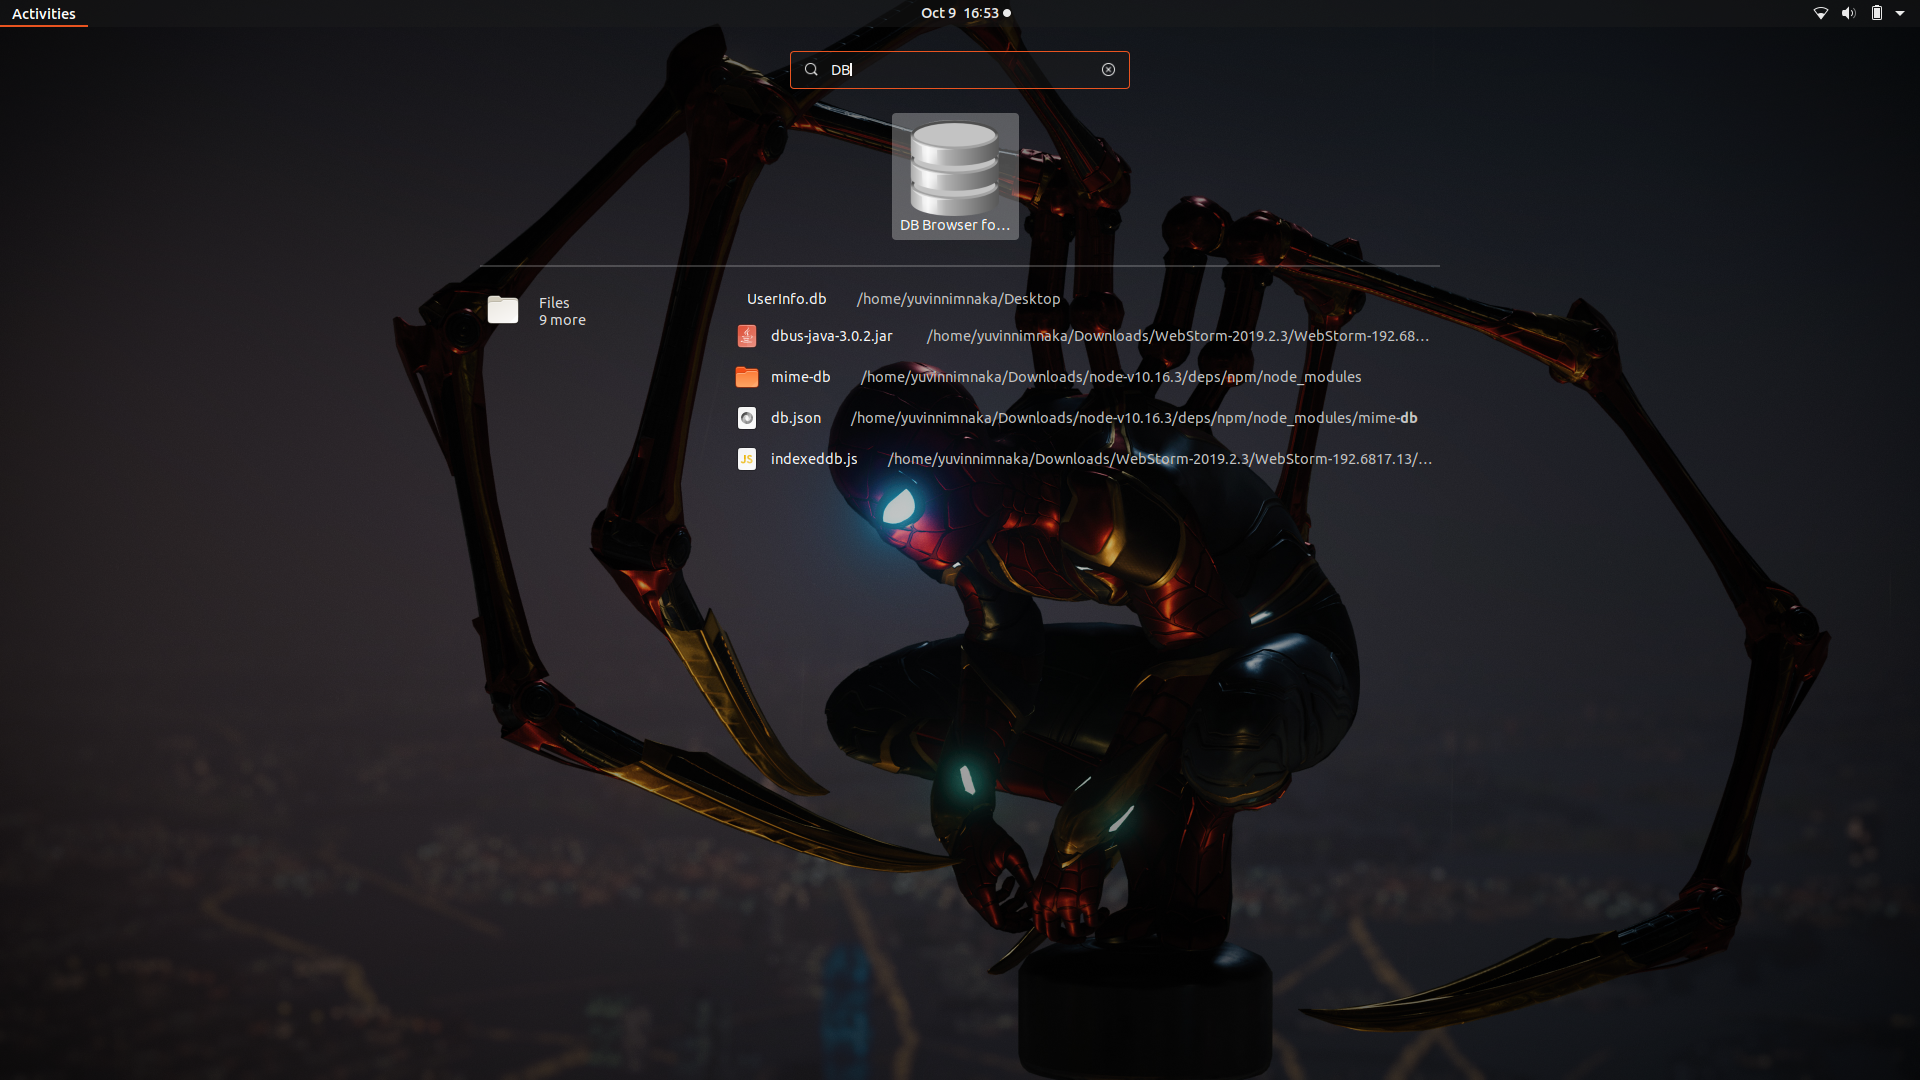 Activities
Oct 9 16:53
DB
DB Browser fo...
Files
9 more
UserInfo.db /home/yuvinnimnaka/Desktop
dbus-java-3.0.2.jar /home/yuvinnimnaka/Downloads/WebStorm-2019.2.3/WebStorm-192.68...
mime-db /home/yuvinnimnaka/Downloads/node-v10.16.3/deps/npm/node_modules
db.json /home/yuvinnimnaka/Downloads/node-v10.16.3/deps/npm/node_modules/mime-db
JS indexeddb.js /home/yuvinnimnaka/Downloads/WebStorm-2019.2.3/WebStorm-192.6817.13/...